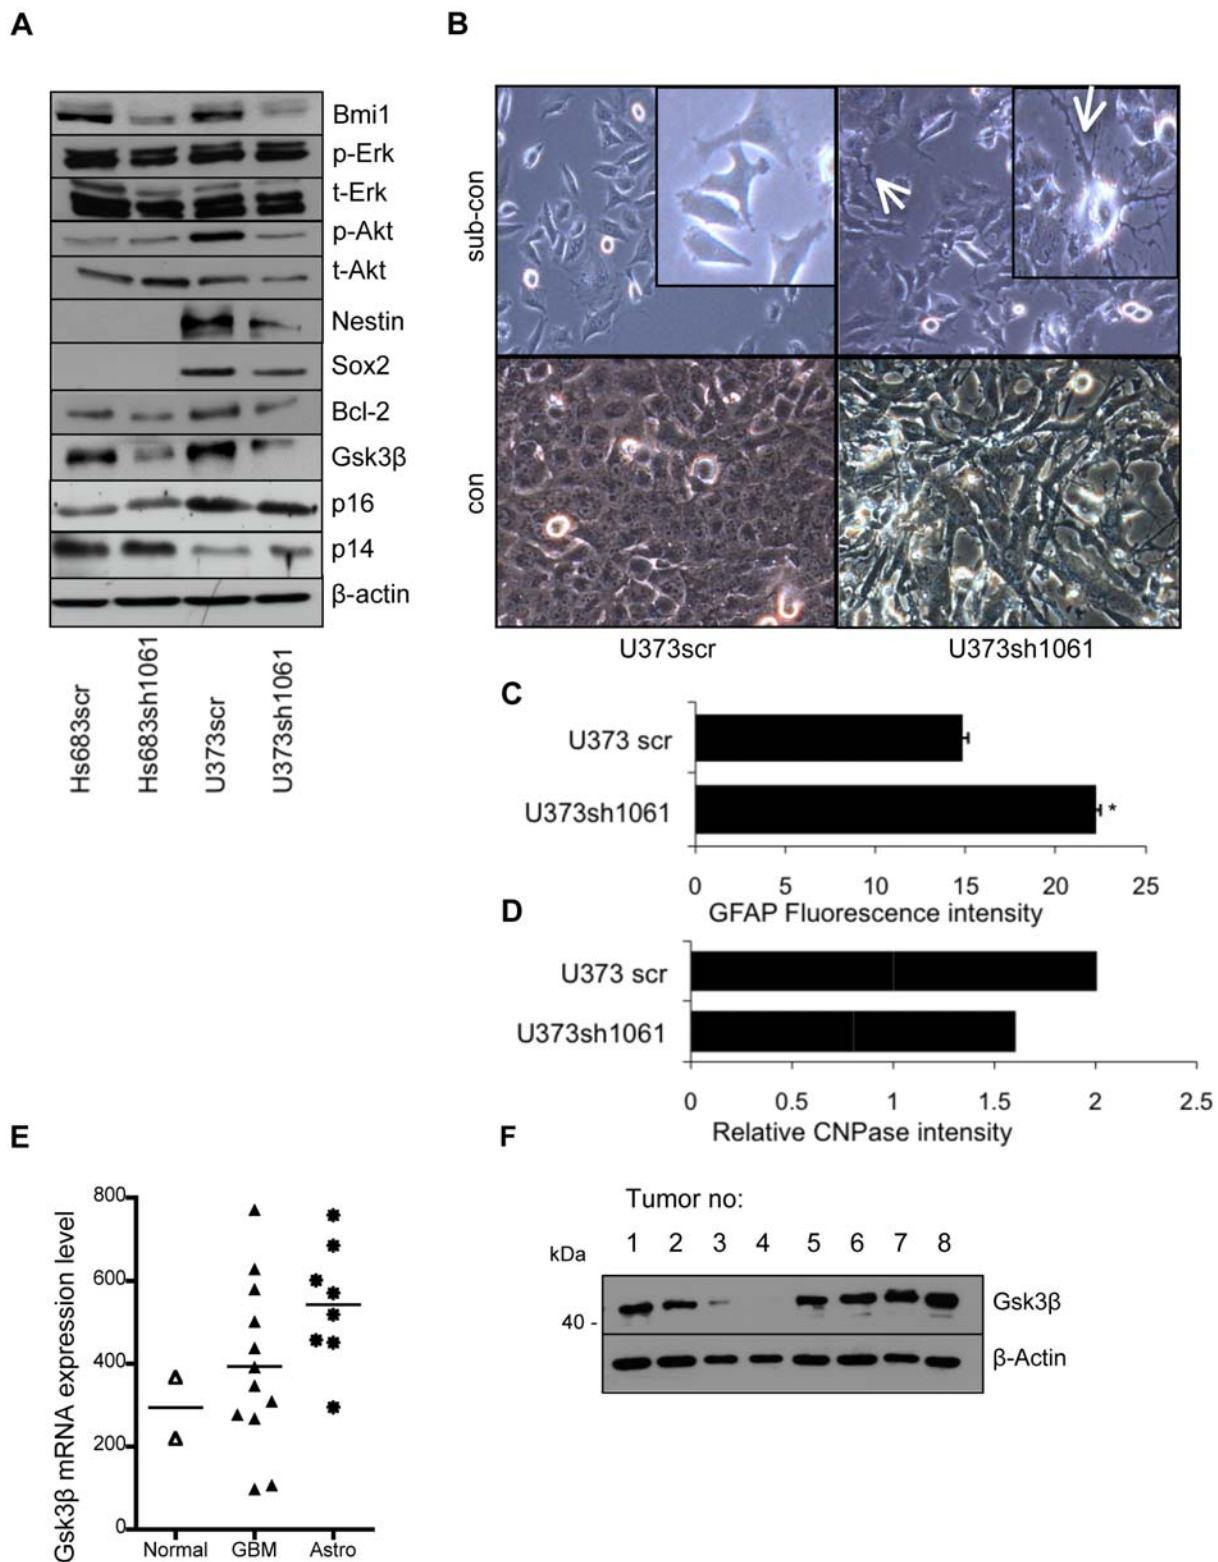 A
Bmi1
p-Erk
t-Erk
p-Akt
t-Akt
Nestin
Sox2
Bcl-2
Gsk3β
p16
p14
β-actin
Hs683scr
Hs683sh1061
U373scr
U373sh1061
B
sub-con
con
U373scr
U373sh1061
C
U373 scr
U373sh1061
*
0 5 10 15 20 25
GFAP Fluorescence intensity
D
U373 scr
U373sh1061
0 0.5 1 1.5 2 2.5
Relative CNPase intensity
E
Gsk3β mRNA expression level
800
600
400
200
0
Normal GBM Astro
F
Tumor no:
kDa 1 2 3 4 5 6 7 8
Gsk3β
40 -
β-Actin